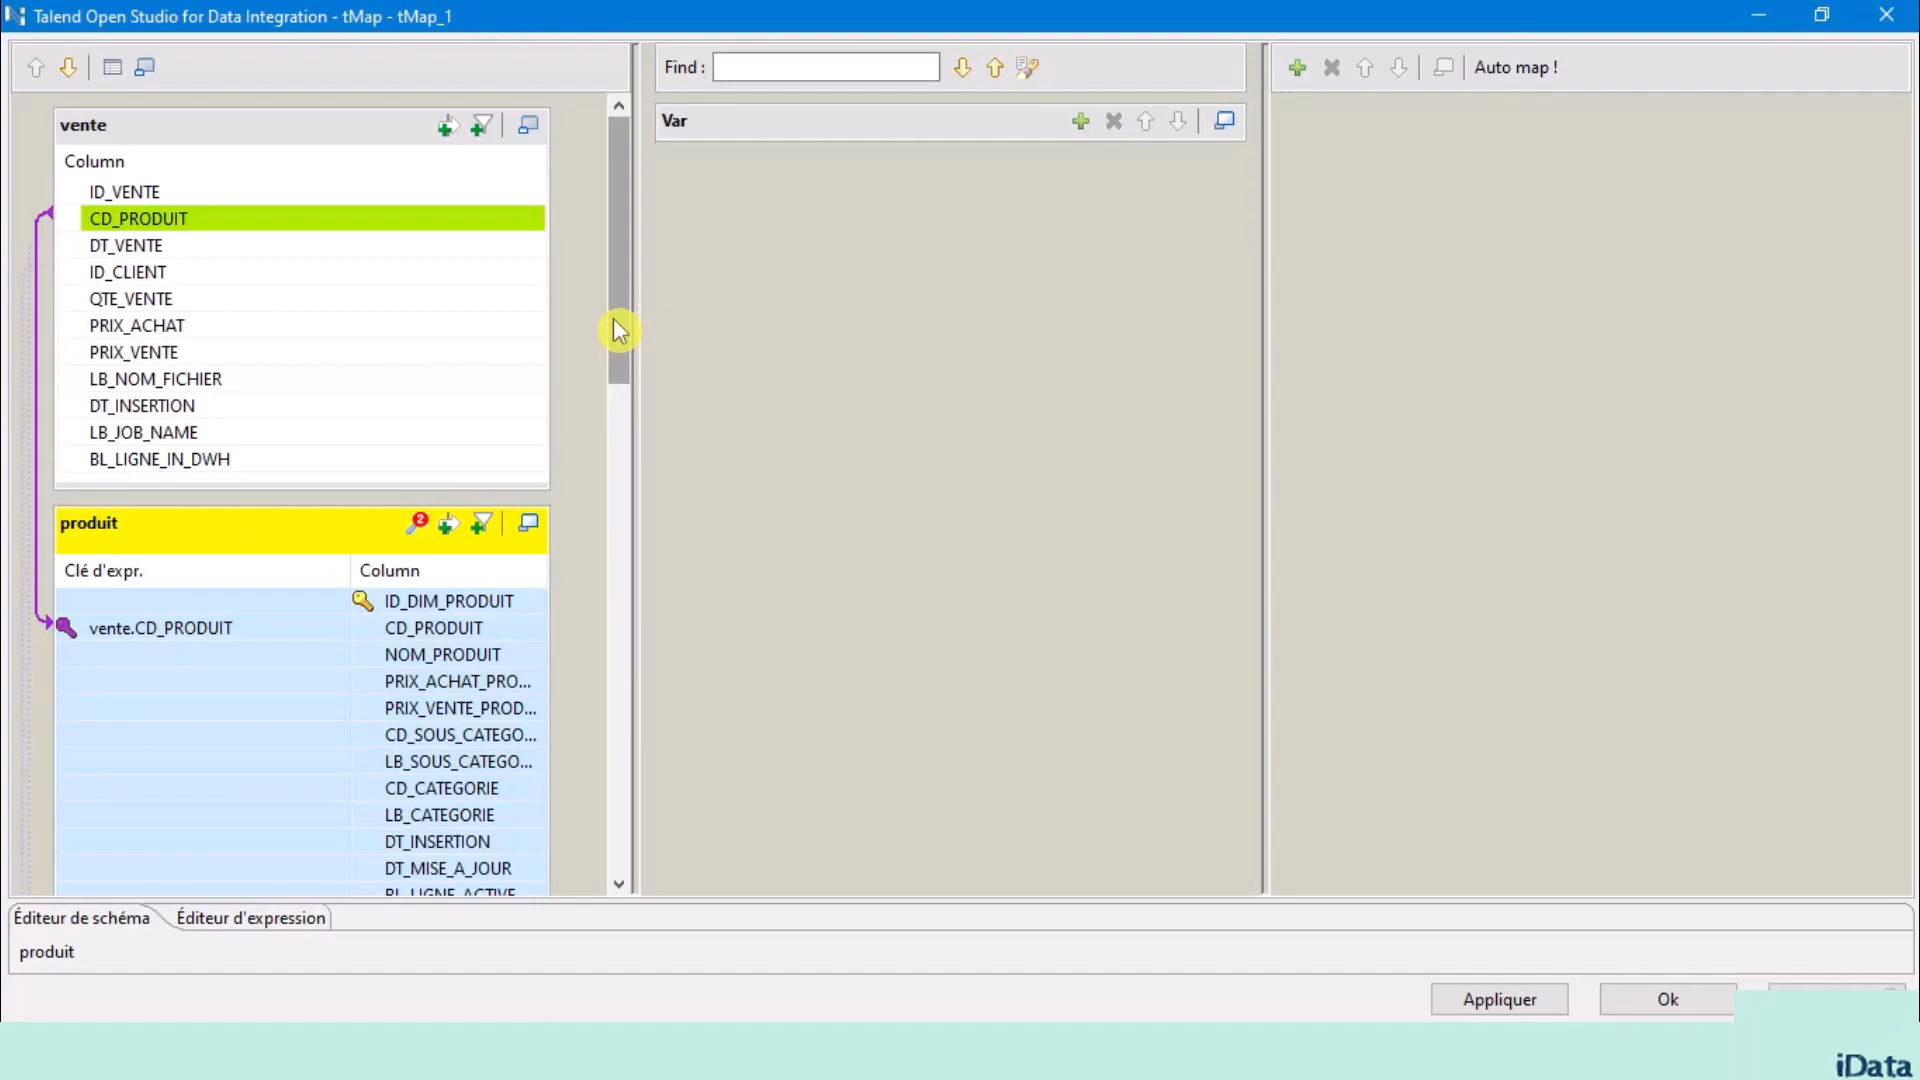 Talend Open Studio for Data Integration - tMap - tMap_1
Find :
Auto map !
vente
Var
Column
ID_VENTE
CD_PRODUIT
DT_VENTE
ID_CLIENT
QTE_VENTE
PRIX_ACHAT
PRIX_VENTE
LB_NOM_FICHIER
DT_INSERTION
LB_JOB_NAME
BL_LIGNE_IN_DWH
produit
2
Clé d'expr. Column
ID_DIM_PRODUIT
vente.CD_PRODUIT CD_PRODUIT
NOM_PRODUIT
PRIX_ACHAT_PRO...
PRIX_VENTE_PROD...
CD_SOUS_CATEGO...
LB_SOUS_CATEGO...
CD_CATEGORIE
LB_CATEGORIE
DT_INSERTION
DT_MISE_A_JOUR
BL_LIGNE_ACTIVE
Éditeur de schéma Éditeur d'expression
produit
Appliquer Ok
iData